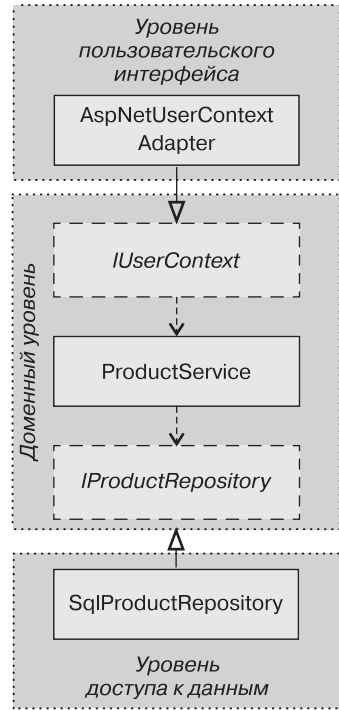 Уровень
пользовательского
интерфейса
AspNetUserContext
Adapter
Доменный уровень
IUserContext
ProductService
IProductRepository
SqlProductRepository
Уровень
доступа к данным